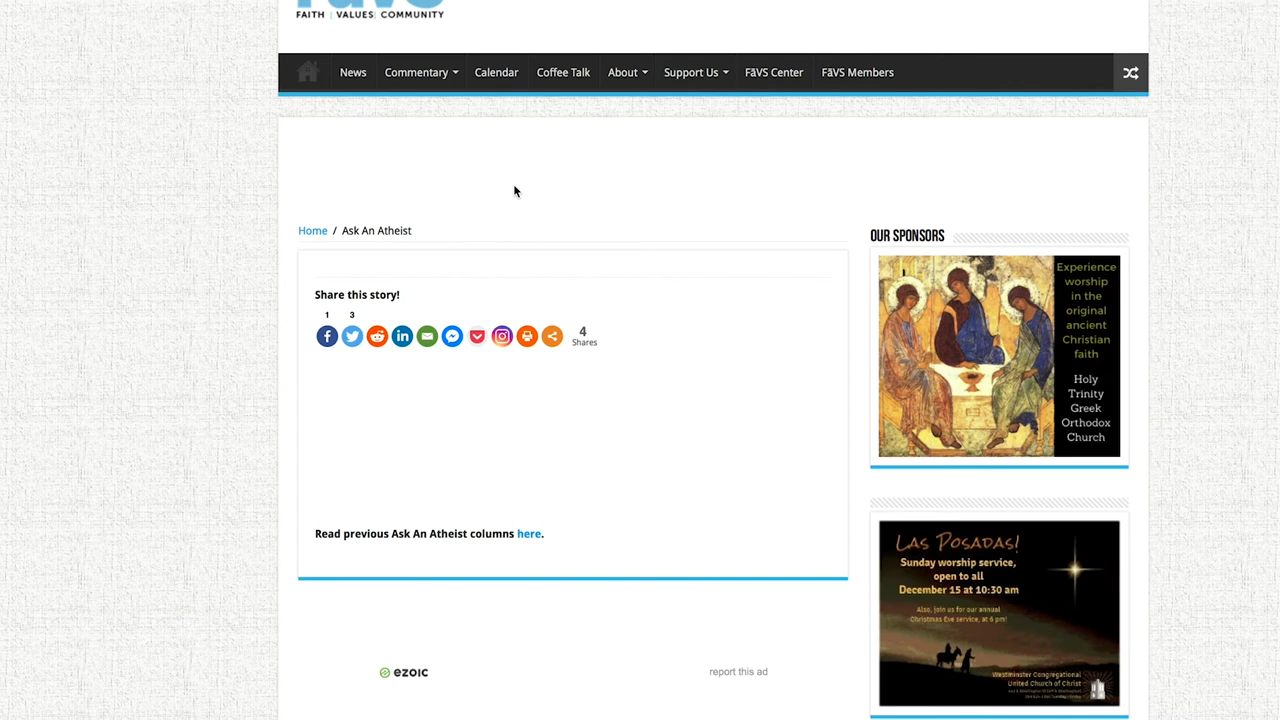 FāVS
FAITH | VALUES| COMMUNITY
News Commentary Calendar Coffee Talk About Support Us FāVS Center FāVS Members
Home / Ask An Atheist
Share this story!
1 3
4
Shares
Read previous Ask An Atheist columns here.
ezoic report this ad
OUR SPONSORS
Experience
worship
in the
original
ancient
Christian
faith
Holy
Trinity
Greek
Orthodox
Church
LAS POSADAS!
Sunday worship service,
open to all
December 15 at 10:30 am
Also, join us for our annual
Christmas Eve service, at 6 pm!
Westminster Congregational
United Church of Christ